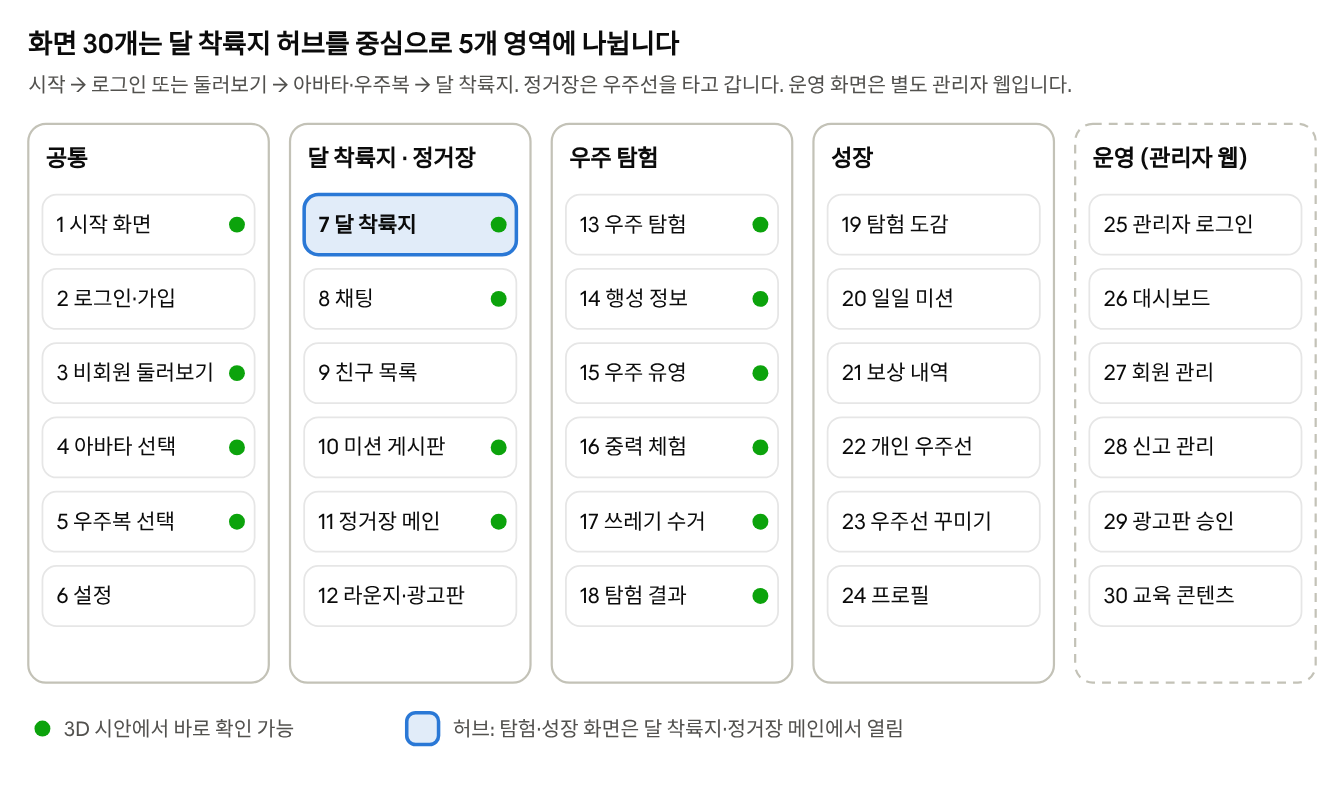 화면 30개는 달 착륙지 허브를 중심으로 5개 영역에 나뉩니다
시작 → 로그인 또는 둘러보기 → 아바타·우주복 → 달 착륙지. 정거장은 우주선을 타고 갑니다. 운영 화면은 별도 관리자 웹입니다.
공통
1 시작 화면
2 로그인·가입
3 비회원 둘러보기
4 아바타 선택
5 우주복 선택
6 설정
달 착륙지 · 정거장
7 달 착륙지
8 채팅
9 친구 목록
10 미션 게시판
11 정거장 메인
12 라운지·광고판
우주 탐험
13 우주 탐험
14 행성 정보
15 우주 유영
16 중력 체험
17 쓰레기 수거
18 탐험 결과
성장
19 탐험 도감
20 일일 미션
21 보상 내역
22 개인 우주선
23 우주선 꾸미기
24 프로필
운영 (관리자 웹)
25 관리자 로그인
26 대시보드
27 회원 관리
28 신고 관리
29 광고판 승인
30 교육 콘텐츠
3D 시안에서 바로 확인 가능
허브: 탐험·성장 화면은 달 착륙지·정거장 메인에서 열림